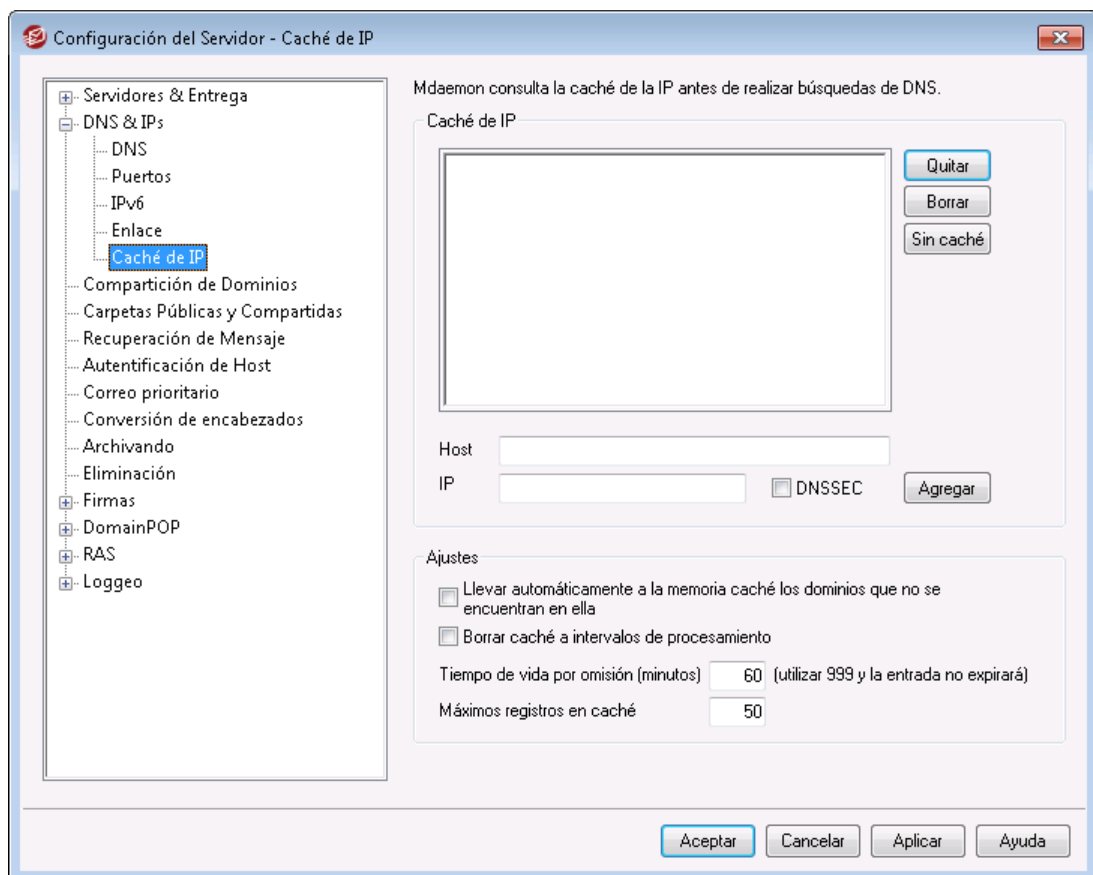 Configuración del Servidor - Caché de IP
Servidores & Entrega
DNS & IPs
DNS
Puertos
IPv6
Enlace
Caché de IP
Compartición de Dominios
Carpetas Públicas y Compartidas
Recuperación de Mensaje
Autentificación de Host
Correo prioritario
Conversión de encabezados
Archivando
Eliminación
Firmas
DomainPOP
RAS
Loggeo
Mdaemon consulta la caché de la IP antes de realizar búsquedas de DNS.
Caché de IP
Quitar
Borrar
Sin caché
Host
IP
DNSSEC
Agregar
Ajustes
Llevar automáticamente a la memoria caché los dominios que no se
encuentran en ella
Borrar caché a intervalos de procesamiento
Tiempo de vida por omisión (minutos) 60 (utilizar 999 y la entrada no expirará)
Máximos registros en caché 50
Aceptar Cancelar Aplicar Ayuda